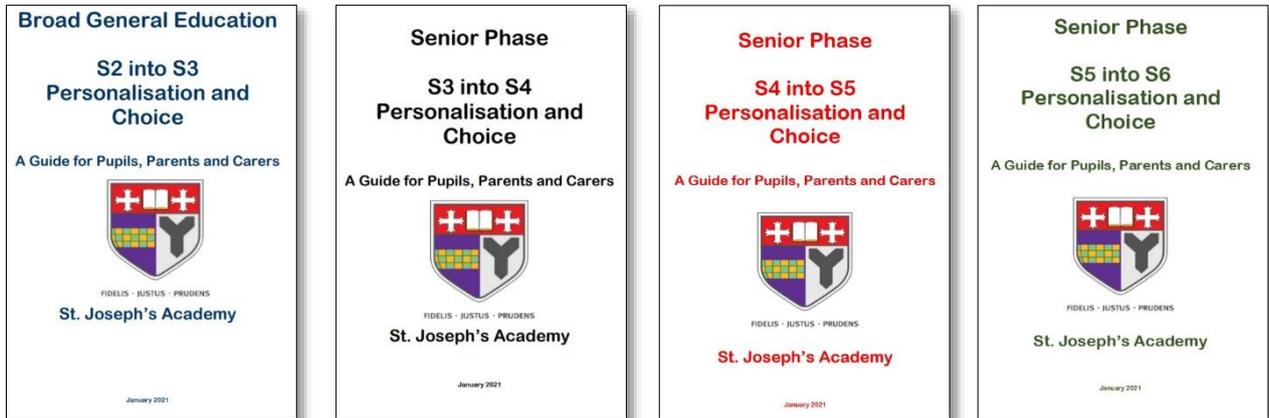 Broad General Education
S2 into S3
Personalisation and
Choice
A Guide for Pupils, Parents and Carers
FIDELIS · JUSTUS · PRUDENS
St. Joseph's Academy
January 2021
Senior Phase
S3 into S4
Personalisation and
Choice
A Guide for Pupils, Parents and Carers
FIDELIS · JUSTUS · PRUDENS
St. Joseph's Academy
January 2021
Senior Phase
S4 into S5
Personalisation and
Choice
A Guide for Pupils, Parents and Carers
FIDELIS · JUSTUS · PRUDENS
St. Joseph's Academy
January 2021
Senior Phase
S5 into S6
Personalisation and
Choice
A Guide for Pupils, Parents and Carers
FIDELIS · JUSTUS · PRUDENS
St. Joseph's Academy
January 2021